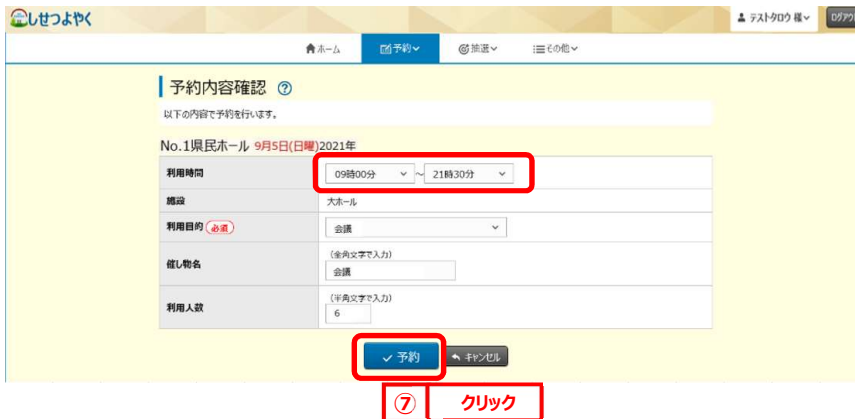 しせつよやく
テストタロウ 様
ログアウ
ホーム 予約 抽選 その他
予約内容確認 ?
以下の内容で予約を行います。
No.1県民ホール 9月5日(日曜)2021年
利用時間 09時00分 ～ 21時30分
施設 大ホール
利用目的 必須 会議
(全角文字で入力)
催し物名 会議
(半角文字で入力)
利用人数 6
予約 キャンセル
⑦ クリック